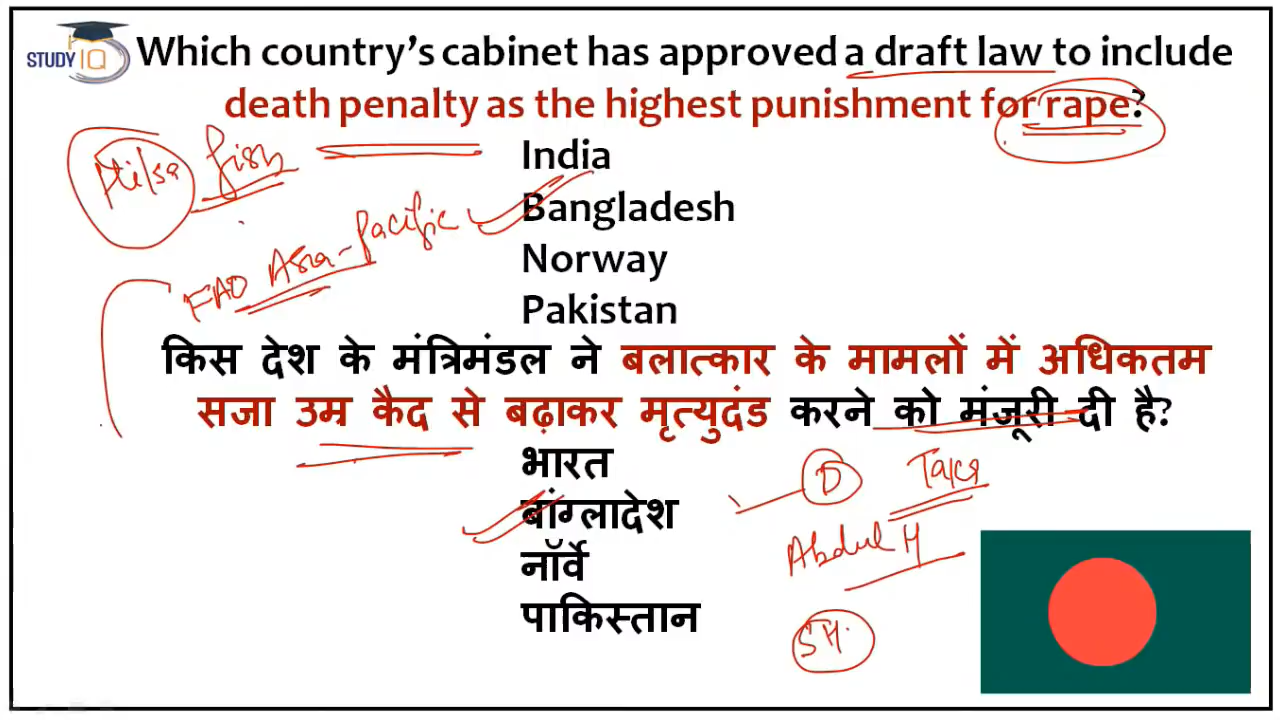 STUDY IQ
Which country’s cabinet has approved a draft law to include
death penalty as the highest punishment for rape?
Hilsa fish
India
Bangladesh
FAO Asia-Pacific
Norway
Pakistan
किस देश के मंत्रिमंडल ने बलात्कार के मामलों में अधिकतम
सजा उम्र कैद से बढ़ाकर मृत्युदंड करने को मंजूरी दी है?
भारत
D Taka
बांग्लादेश
Abdul H
नॉर्वे
पाकिस्तान
SH.